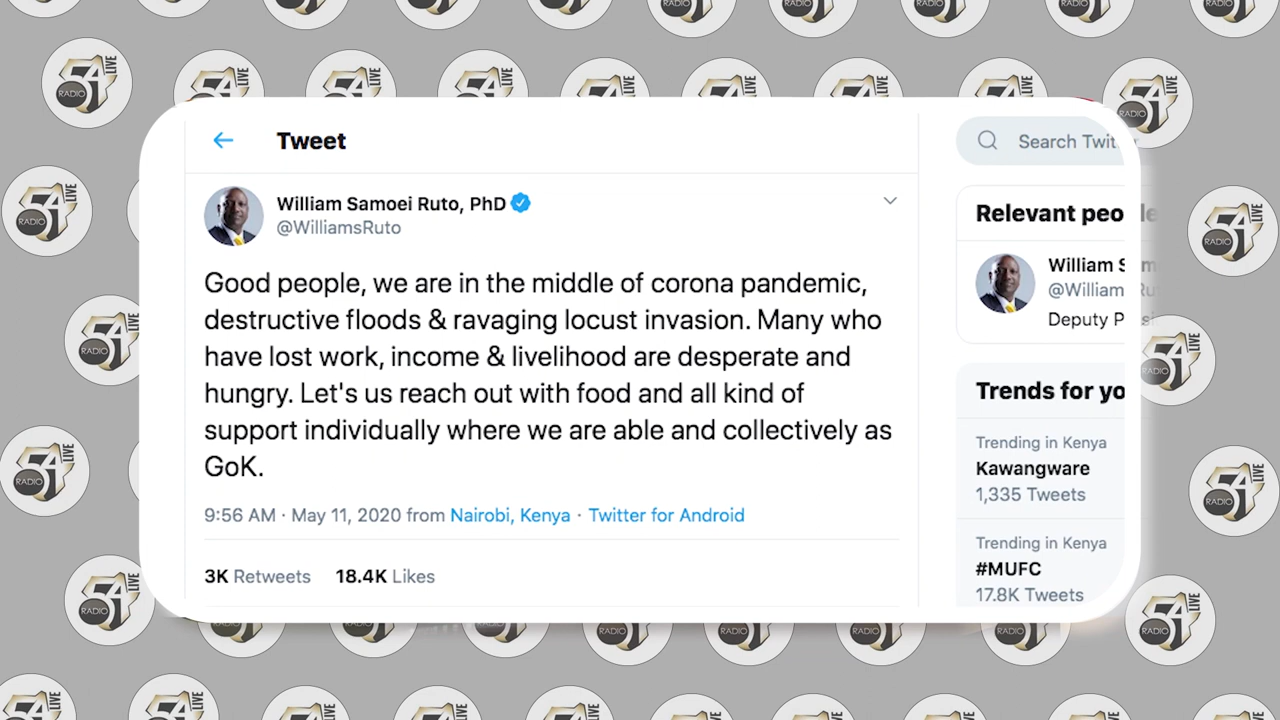 Tweet
William Samoei Ruto, PhD
@WilliamsRuto
Good people, we are in the middle of corona pandemic,
destructive floods & ravaging locust invasion. Many who
have lost work, income & livelihood are desperate and
hungry. Let's us reach out with food and all kind of
support individually where we are able and collectively as
GoK.
9:56 AM · May 11, 2020 from Nairobi, Kenya · Twitter for Android
3K Retweets 18.4K Likes
Search Twit
Relevant peo le
William S m
@William Ru
Deputy P si
Trends for yo
Trending in Kenya
Kawangware
1,335 Tweets
Trending in Kenya
#MUFC
17.8K Tweets
RADIO 54 LIVE